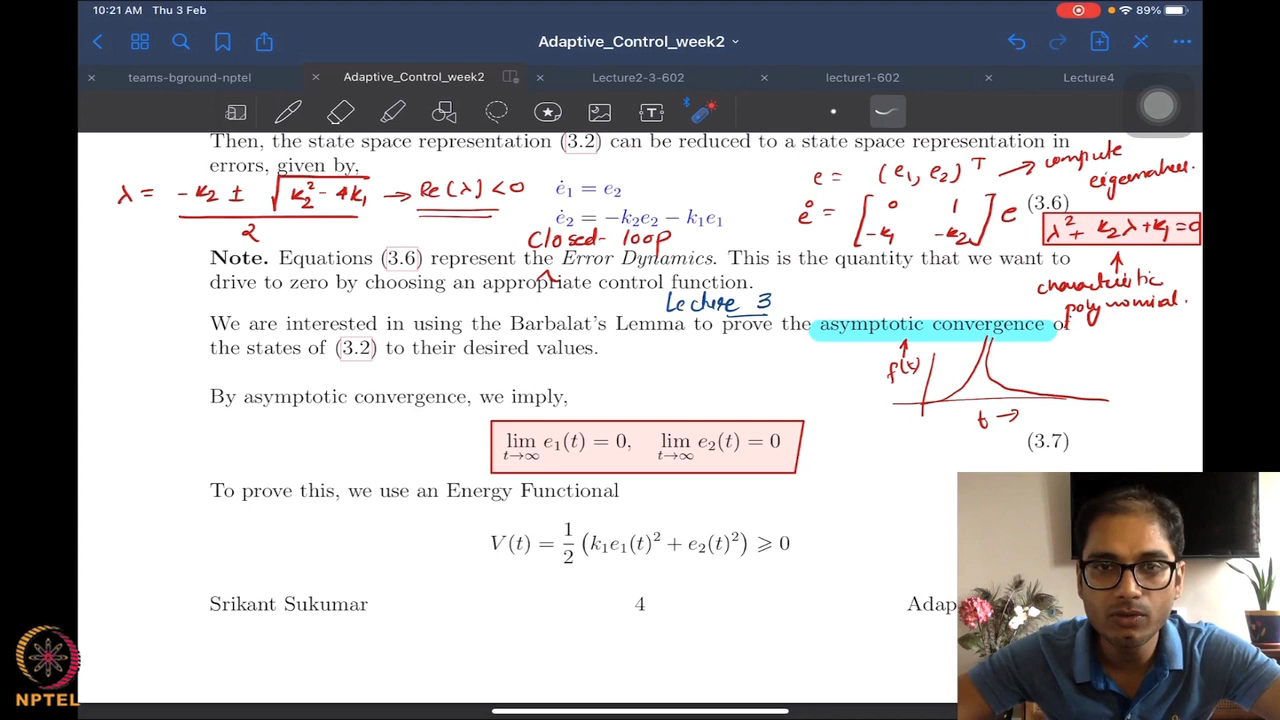 10:21 AM Thu 3 Feb
89%
Adaptive_Control_week2
teams-bground-nptel
Adaptive_Control_week2
Lecture2-3-602
lecture1-602
Lecture4
Then, the state space representation (3.2) can be reduced to a state space representation in
errors, given by,
λ = -k₂ ± √(k₂² - 4k₁) / 2 → Re(λ) < 0
ė₁ = e₂
ė₂ = −k₂e₂ − k₁e₁
(3.6)
e = (e₁, e₂)ᵀ → compute
eigenvalues.
ė = [0 1; -k₁ -k₂] e
λ² + k₂λ + k₁ = 0
characteristic
polynomial.
closed-loop
Note. Equations (3.6) represent the Error Dynamics. This is the quantity that we want to
drive to zero by choosing an appropriate control function.
Lecture 3
We are interested in using the Barbalat's Lemma to prove the asymptotic convergence of
the states of (3.2) to their desired values.
f(t)
t →
By asymptotic convergence, we imply,
lim t→∞ e₁(t) = 0, lim t→∞ e₂(t) = 0
(3.7)
To prove this, we use an Energy Functional
V(t) = 1/2 (k₁e₁(t)² + e₂(t)²) ⩾ 0
Srikant Sukumar
4
Adap
NPTEL